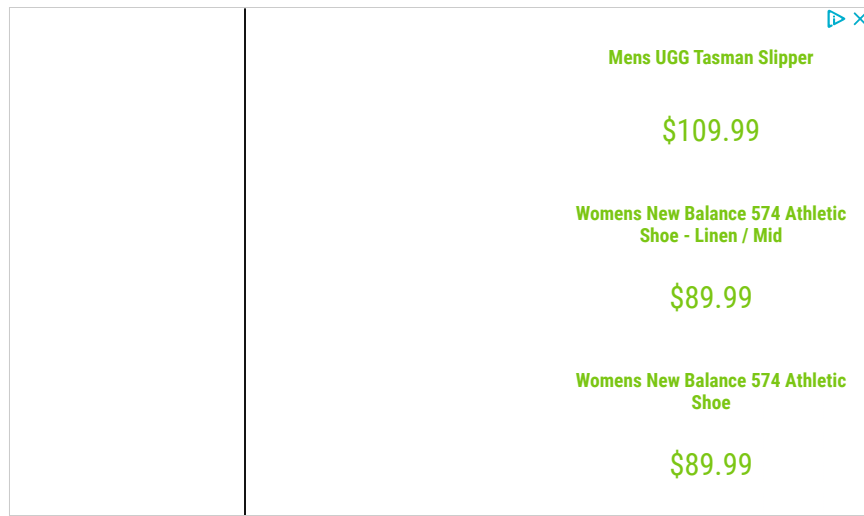 Mens UGG Tasman Slipper
$109.99
Womens New Balance 574 Athletic
Shoe - Linen / Mid
$89.99
Womens New Balance 574 Athletic
Shoe
$89.99